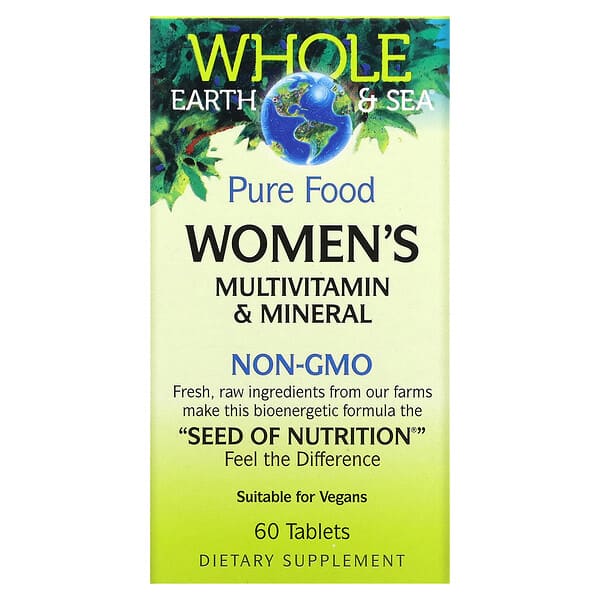 WHOLE
EARTH & SEA®
Pure Food
WOMEN'S
MULTIVITAMIN
& MINERAL
NON-GMO
Fresh, raw ingredients from our farms
make this bioenergetic formula the
“SEED OF NUTRITION®”
Feel the Difference
Suitable for Vegans
60 Tablets
DIETARY SUPPLEMENT